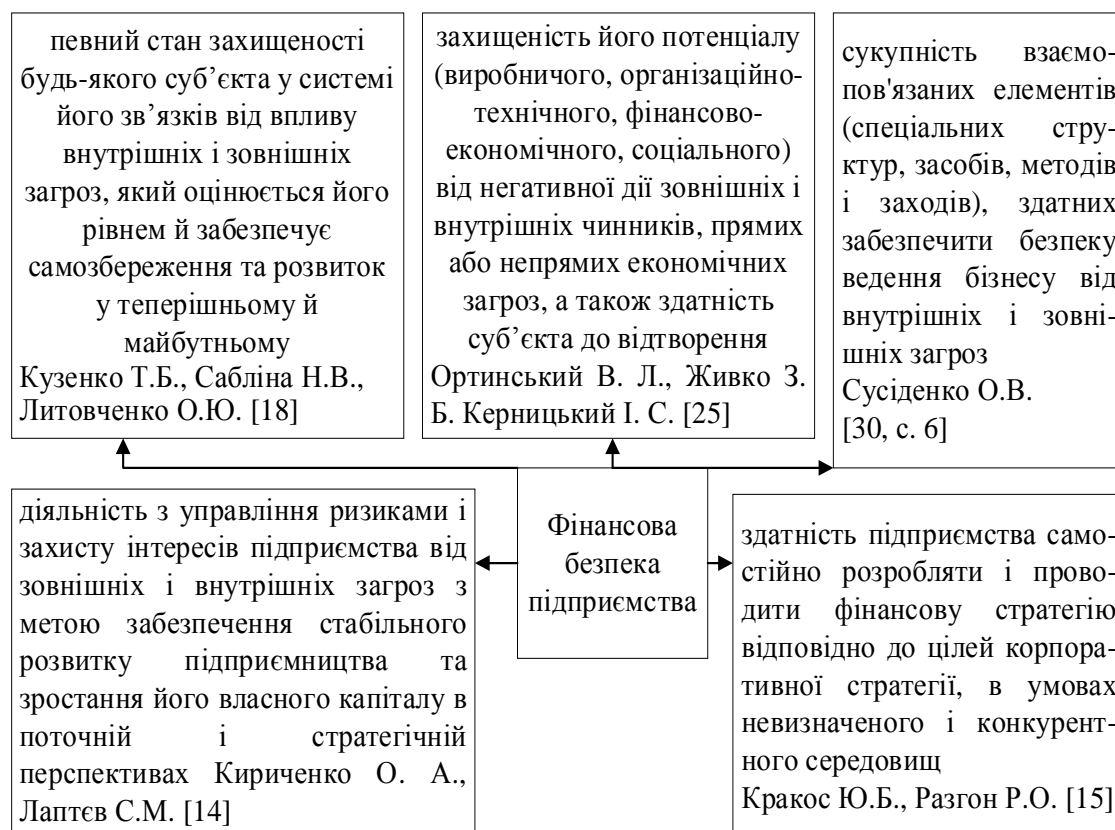 певний стан захищеності
будь-якого суб’єкта у системі
його зв’язків від впливу
внутрішніх і зовнішніх
загроз, який оцінюється його
рівнем й забезпечує
самозбереження та розвиток
у теперішньому й
майбутньому
Кузенко Т.Б., Сабліна Н.В.,
Литовченко О.Ю. [18]
захищеність його потенціалу
(виробничого, організаційно-
технічного, фінансово-
економічного, соціального)
від негативної дії зовнішніх і
внутрішніх чинників, прямих
або непрямих економічних
загроз, а також здатність
суб’єкта до відтворення
Ортинський В. Л., Живко З.
Б. Керницький І. С. [25]
сукупність взаємо-
пов'язаних елементів
(спеціальних стру-
ктур, засобів, методів
і заходів), здатних
забезпечити безпеку
ведення бізнесу від
внутрішніх і зовні-
шніх загроз
Сусіденко О.В.
[30, с. 6]
діяльність з управління ризиками і
захисту інтересів підприємства від
зовнішніх і внутрішніх загроз з
метою забезпечення стабільного
розвитку підприємництва та
зростання його власного капіталу в
поточній і стратегічній
перспективах Кириченко О. А.,
Лаптєв С.М. [14]
Фінансова
безпека
підприємства
здатність підприємства само-
стійно розробляти і прово-
дити фінансову стратегію
відповідно до цілей корпора-
тивної стратегії, в умовах
невизначеного і конкурент-
ного середовищ
Кракос Ю.Б., Разгон Р.О. [15]